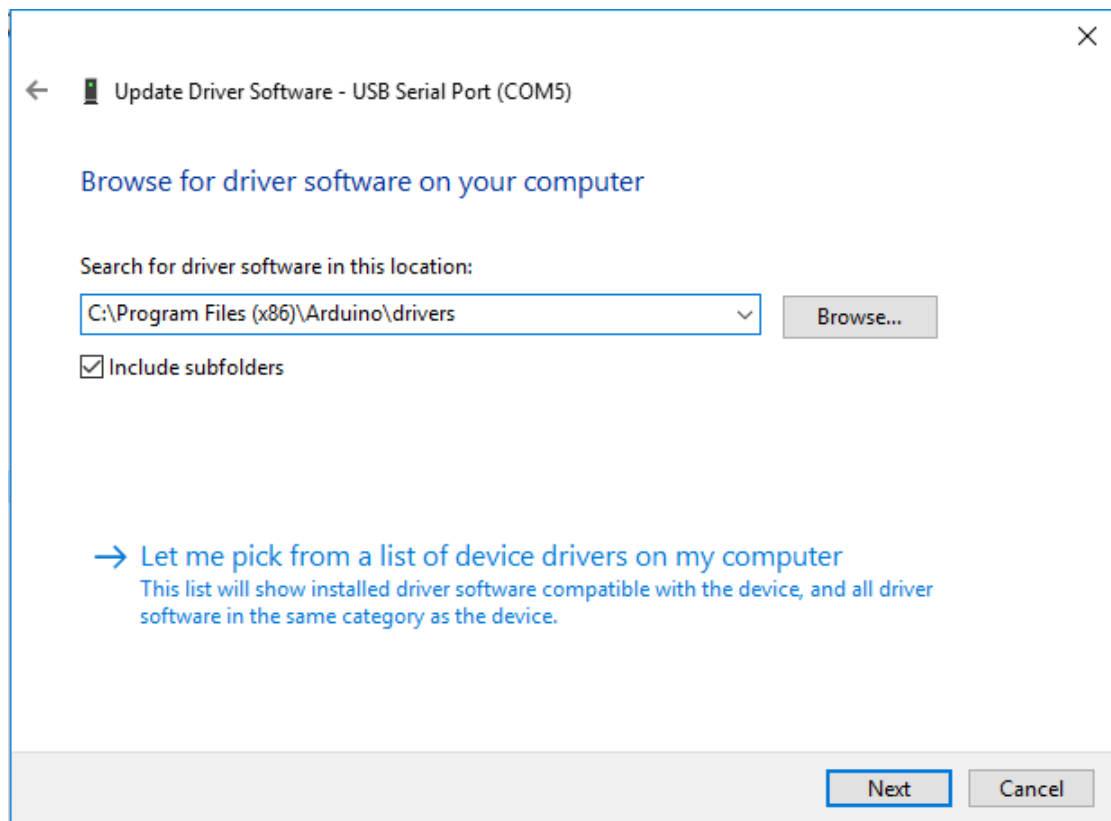 Update Driver Software - USB Serial Port (COM5)
Browse for driver software on your computer
Search for driver software in this location:
C:\Program Files (x86)\Arduino\drivers
Browse...
Include subfolders
Let me pick from a list of device drivers on my computer
This list will show installed driver software compatible with the device, and all driver
software in the same category as the device.
Next
Cancel